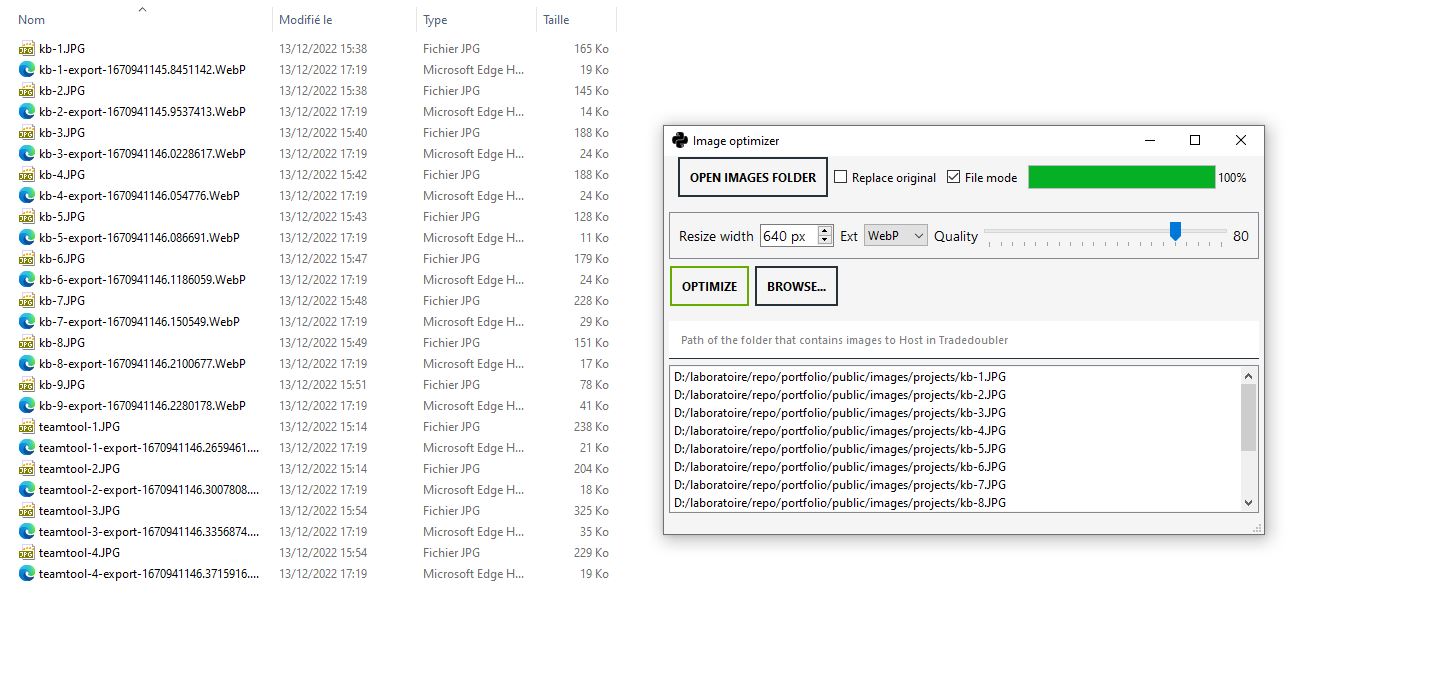 Nom Modifié le Type Taille
kb-1.JPG 13/12/2022 15:38 Fichier JPG 165 Ko
kb-1-export-1670941145.8451142.WebP 13/12/2022 17:19 Microsoft Edge H... 19 Ko
kb-2.JPG 13/12/2022 15:38 Fichier JPG 145 Ko
kb-2-export-1670941145.9537413.WebP 13/12/2022 17:19 Microsoft Edge H... 14 Ko
kb-3.JPG 13/12/2022 15:40 Fichier JPG 188 Ko
kb-3-export-1670941146.0228617.WebP 13/12/2022 17:19 Microsoft Edge H... 24 Ko
kb-4.JPG 13/12/2022 15:42 Fichier JPG 188 Ko
kb-4-export-1670941146.054776.WebP 13/12/2022 17:19 Microsoft Edge H... 24 Ko
kb-5.JPG 13/12/2022 15:43 Fichier JPG 128 Ko
kb-5-export-1670941146.086691.WebP 13/12/2022 17:19 Microsoft Edge H... 11 Ko
kb-6.JPG 13/12/2022 15:47 Fichier JPG 179 Ko
kb-6-export-1670941146.1186059.WebP 13/12/2022 17:19 Microsoft Edge H... 24 Ko
kb-7.JPG 13/12/2022 15:48 Fichier JPG 228 Ko
kb-7-export-1670941146.150549.WebP 13/12/2022 17:19 Microsoft Edge H... 29 Ko
kb-8.JPG 13/12/2022 15:49 Fichier JPG 151 Ko
kb-8-export-1670941146.2100677.WebP 13/12/2022 17:19 Microsoft Edge H... 17 Ko
kb-9.JPG 13/12/2022 15:51 Fichier JPG 78 Ko
kb-9-export-1670941146.2280178.WebP 13/12/2022 17:19 Microsoft Edge H... 41 Ko
teamtool-1.JPG 13/12/2022 15:14 Fichier JPG 238 Ko
teamtool-1-export-1670941146.2659461.... 13/12/2022 17:19 Microsoft Edge H... 21 Ko
teamtool-2.JPG 13/12/2022 15:14 Fichier JPG 204 Ko
teamtool-2-export-1670941146.3007808.... 13/12/2022 17:19 Microsoft Edge H... 18 Ko
teamtool-3.JPG 13/12/2022 15:54 Fichier JPG 325 Ko
teamtool-3-export-1670941146.3356874.... 13/12/2022 17:19 Microsoft Edge H... 35 Ko
teamtool-4.JPG 13/12/2022 15:54 Fichier JPG 229 Ko
teamtool-4-export-1670941146.3715916.... 13/12/2022 17:19 Microsoft Edge H... 19 Ko
Image optimizer
OPEN IMAGES FOLDER Replace original File mode 100%
Resize width 640 px Ext WebP Quality 80
OPTIMIZE BROWSE...
Path of the folder that contains images to Host in Tradedoubler
D:/laboratoire/repo/portfolio/public/images/projects/kb-1.JPG
D:/laboratoire/repo/portfolio/public/images/projects/kb-2.JPG
D:/laboratoire/repo/portfolio/public/images/projects/kb-3.JPG
D:/laboratoire/repo/portfolio/public/images/projects/kb-4.JPG
D:/laboratoire/repo/portfolio/public/images/projects/kb-5.JPG
D:/laboratoire/repo/portfolio/public/images/projects/kb-6.JPG
D:/laboratoire/repo/portfolio/public/images/projects/kb-7.JPG
D:/laboratoire/repo/portfolio/public/images/projects/kb-8.JPG